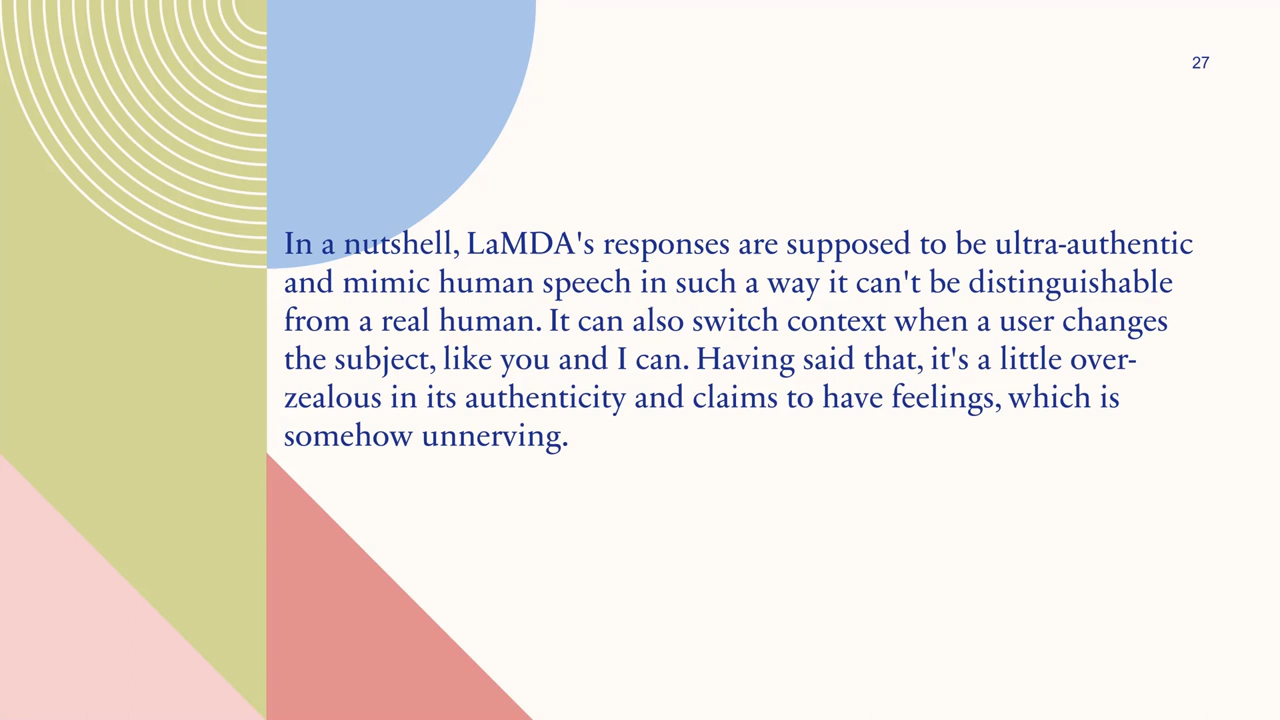 27
In a nutshell, LaMDA's responses are supposed to be ultra-authentic
and mimic human speech in such a way it can't be distinguishable
from a real human. It can also switch context when a user changes
the subject, like you and I can. Having said that, it's a little over-
zealous in its authenticity and claims to have feelings, which is
somehow unnerving.